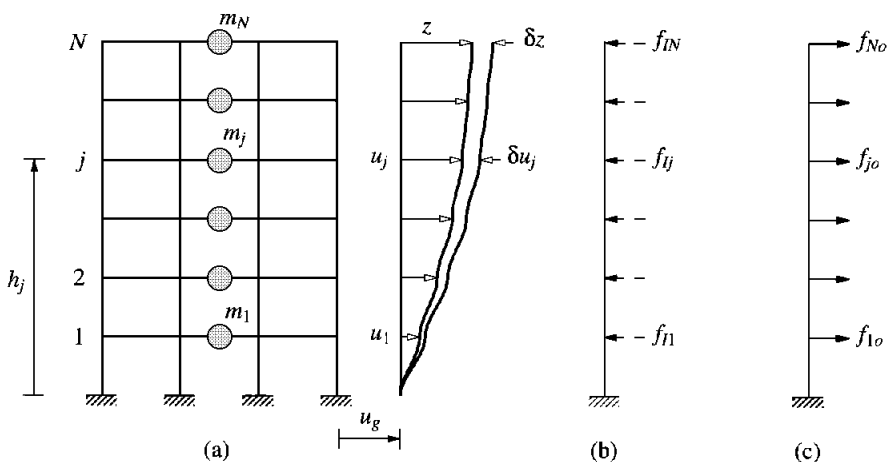 N m_N z δz f_IN f_No
j m_j u_j δu_j f_Ij f_jo
h_j
2
1 m_1 u_1 f_I1 f_1o
u_g
(a) (b) (c)